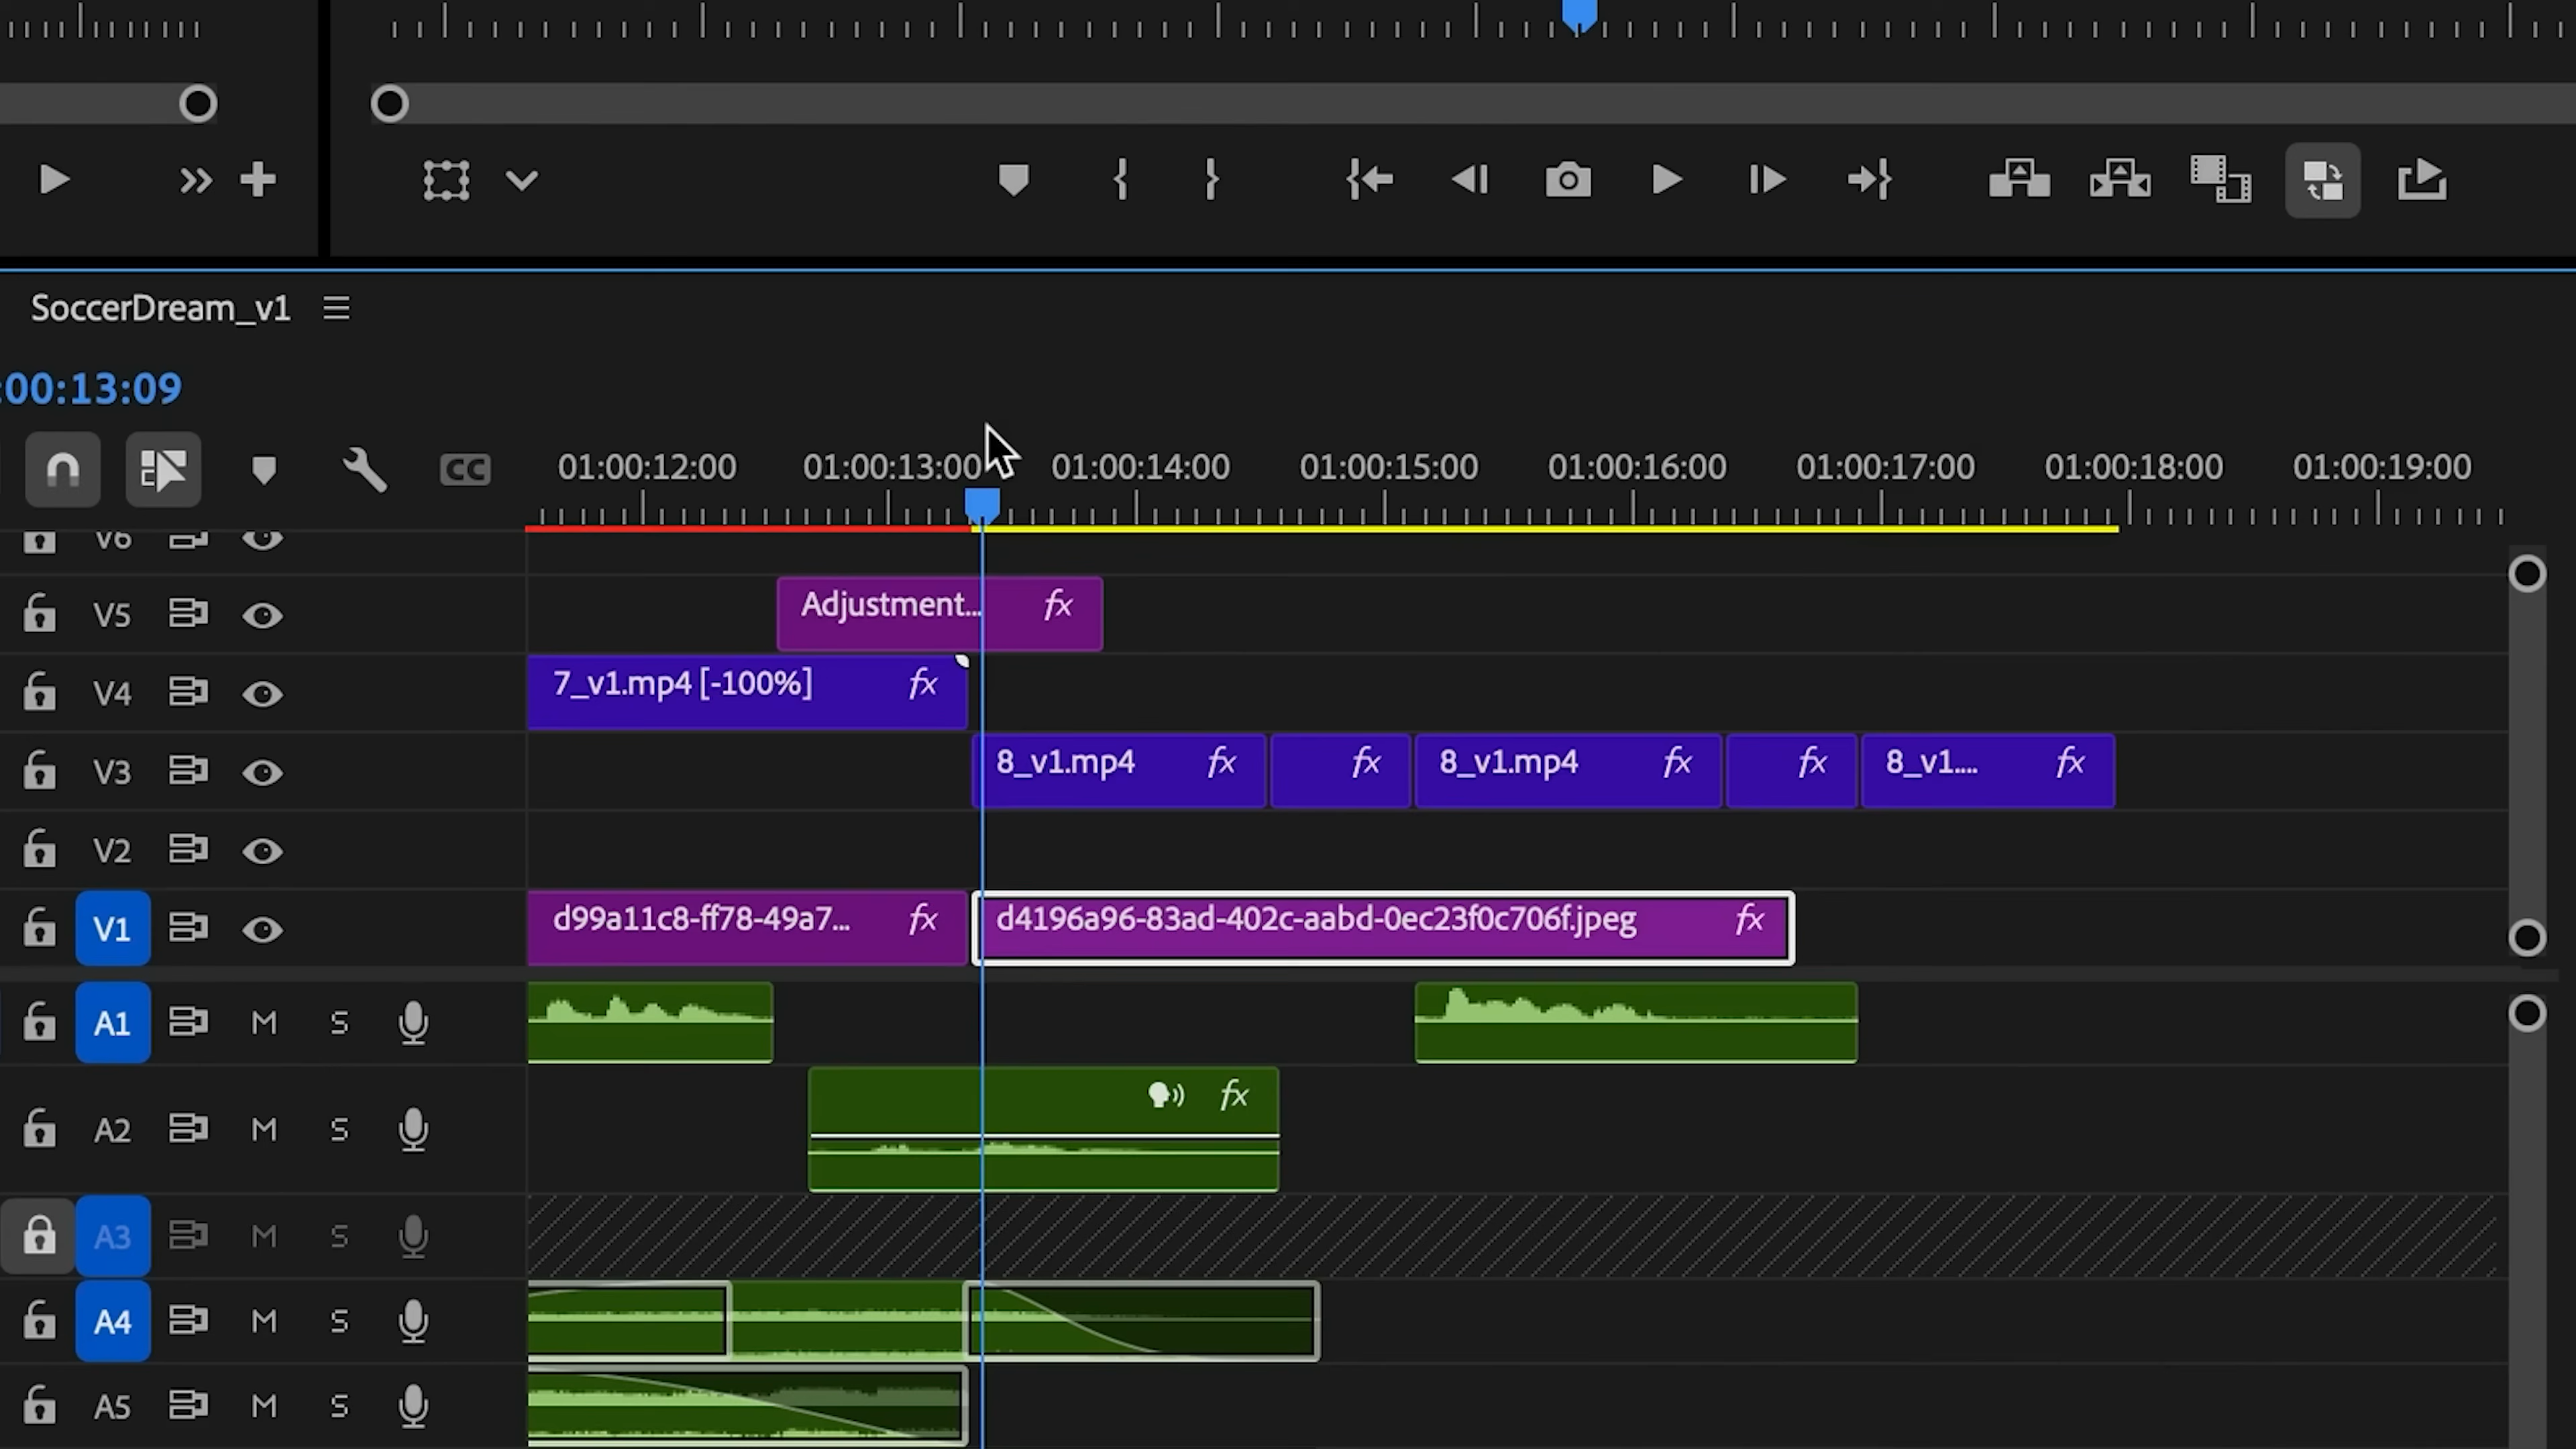 SoccerDream_v1
:00:13:09
CC
01:00:12:00 01:00:13:00 01:00:14:00 01:00:15:00 01:00:16:00 01:00:17:00 01:00:18:00 01:00:19:00
V6
V5 Adjustment... fx
V4 7_v1.mp4 [-100%] fx
V3 8_v1.mp4 fx fx 8_v1.mp4 fx fx 8_v1.... fx
V2
V1 d99a11c8-ff78-49a7... fx d4196a96-83ad-402c-aabd-0ec23f0c706f.jpeg fx
A1 M S
A2 M S fx
A3 M S
A4 M S
A5 M S